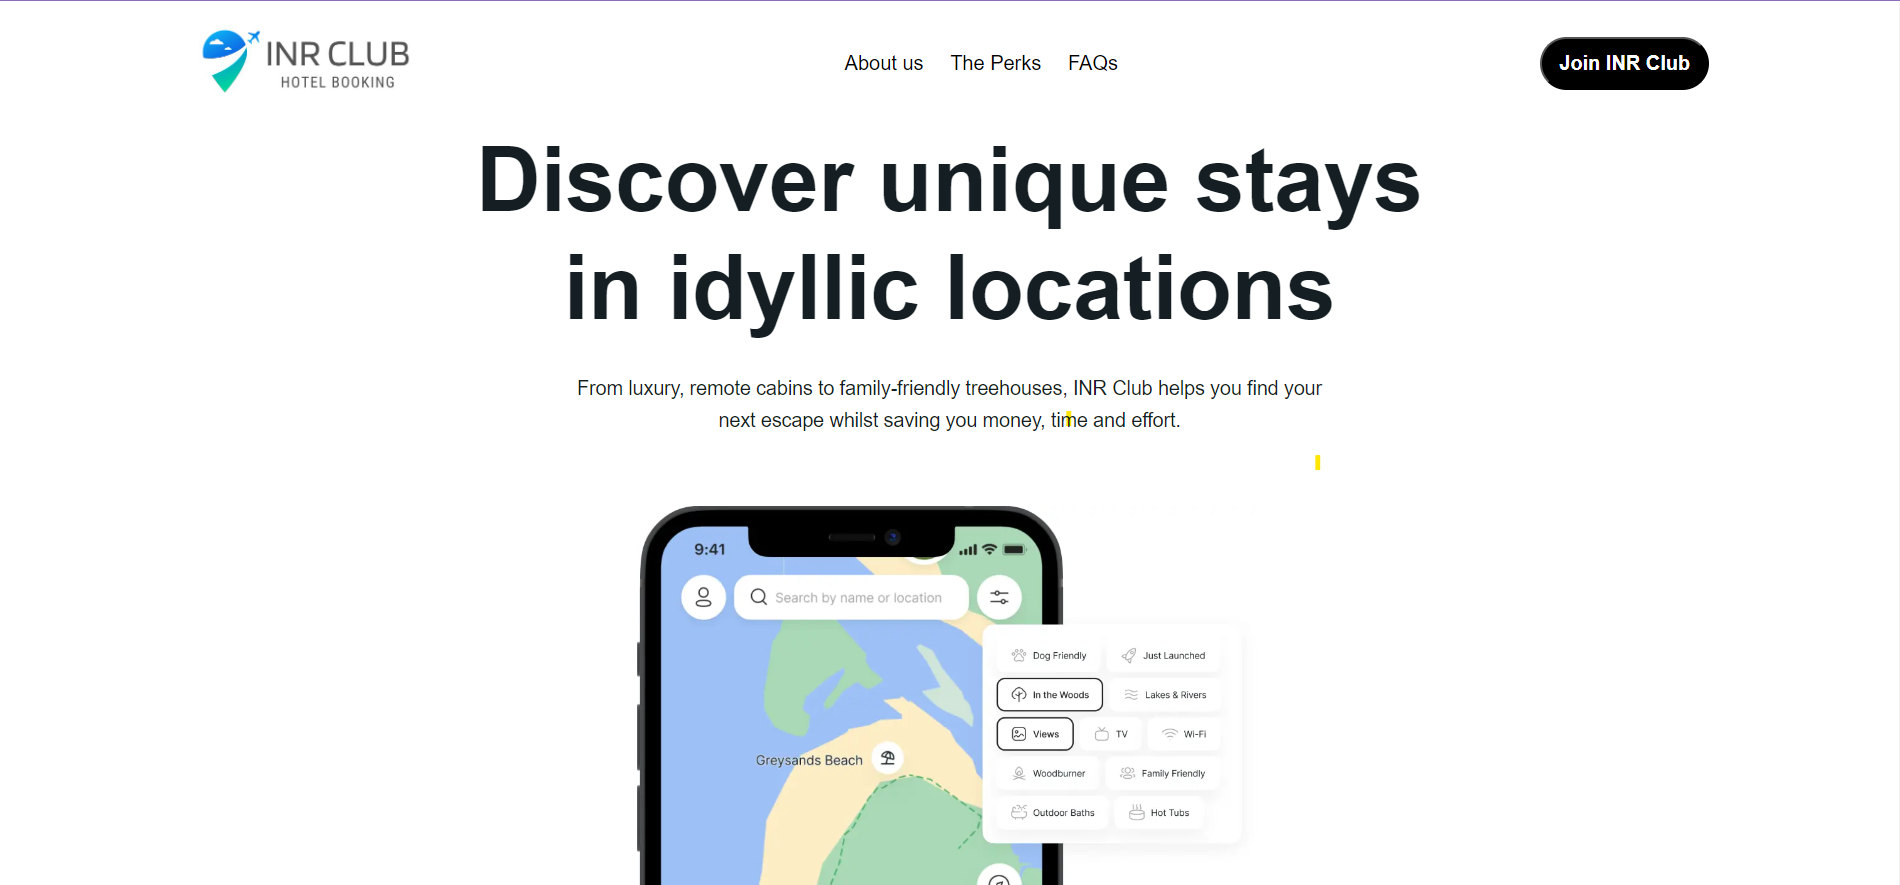 INR CLUB
HOTEL BOOKING
About us
The Perks
FAQs
Join INR Club
Discover unique stays
in idyllic locations
From luxury, remote cabins to family-friendly treehouses, INR Club helps you find your
next escape whilst saving you money, time and effort.
9:41
Search by name or location
Dog Friendly
Just Launched
In the Woods
Lakes & Rivers
Views
TV
Wi-Fi
Greysands Beach
Woodburner
Family Friendly
Outdoor Baths
Hot Tubs